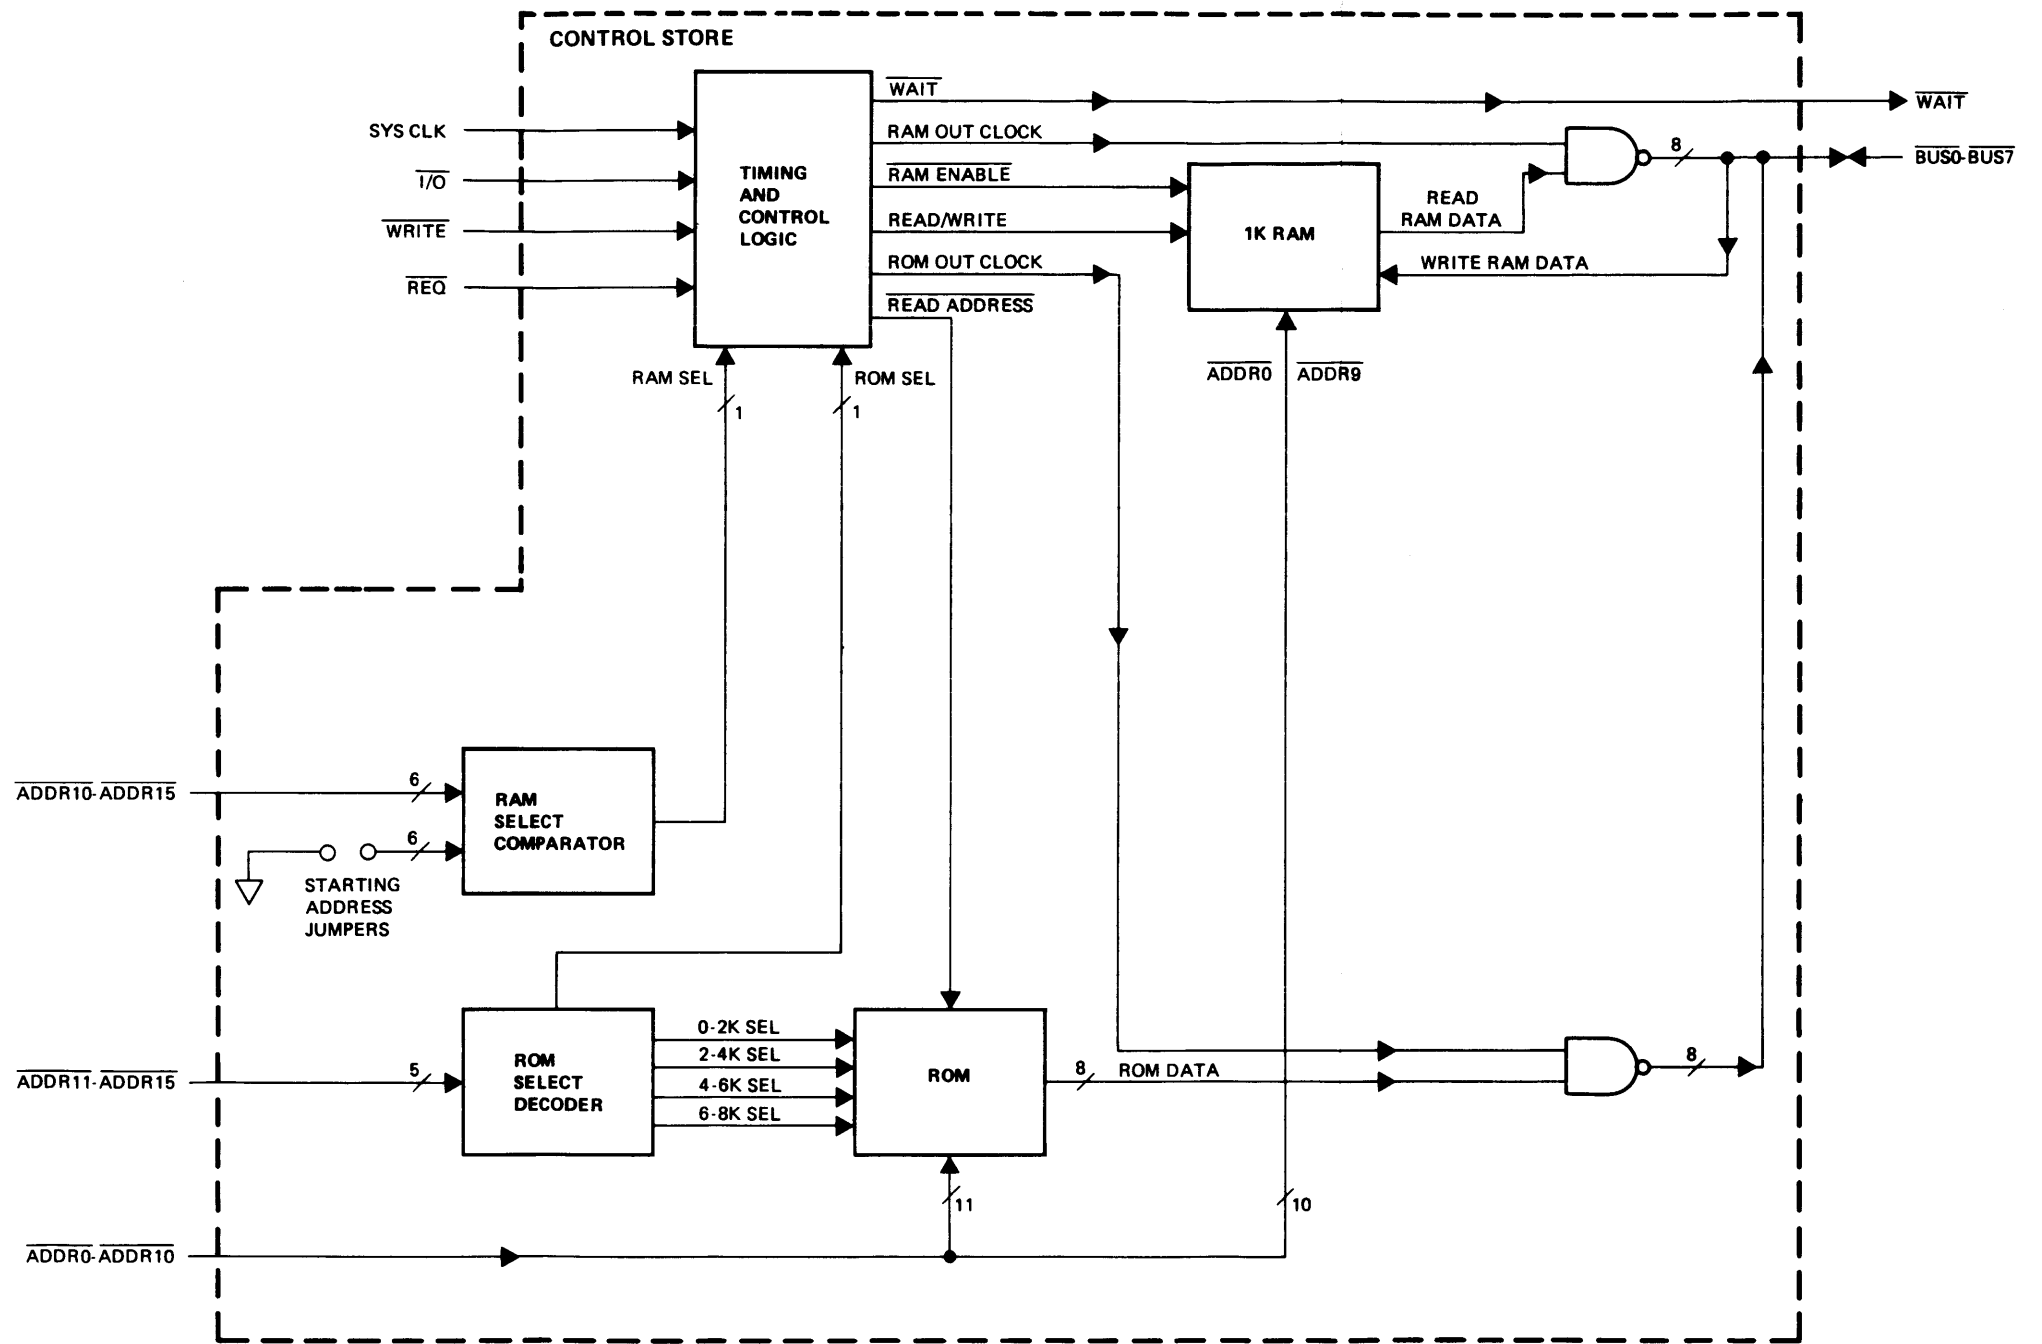 CONTROL STORE
WAIT
WAIT
SYS CLK
RAM OUT CLOCK
8
BUS0-BUS7
I/O
TIMING
AND
CONTROL
LOGIC
RAM ENABLE
READ
RAM DATA
WRITE
READ/WRITE
1K RAM
ROM OUT CLOCK
WRITE RAM DATA
REQ
READ ADDRESS
RAM SEL
ROM SEL
ADDR0
ADDR9
1
1
ADDR10-ADDR15
6
RAM
SELECT
COMPARATOR
6
STARTING
ADDRESS
JUMPERS
0-2K SEL
2-4K SEL
4-6K SEL
6-8K SEL
ADDR11-ADDR15
5
ROM
SELECT
DECODER
ROM
8
ROM DATA
8
11
10
ADDR0-ADDR10